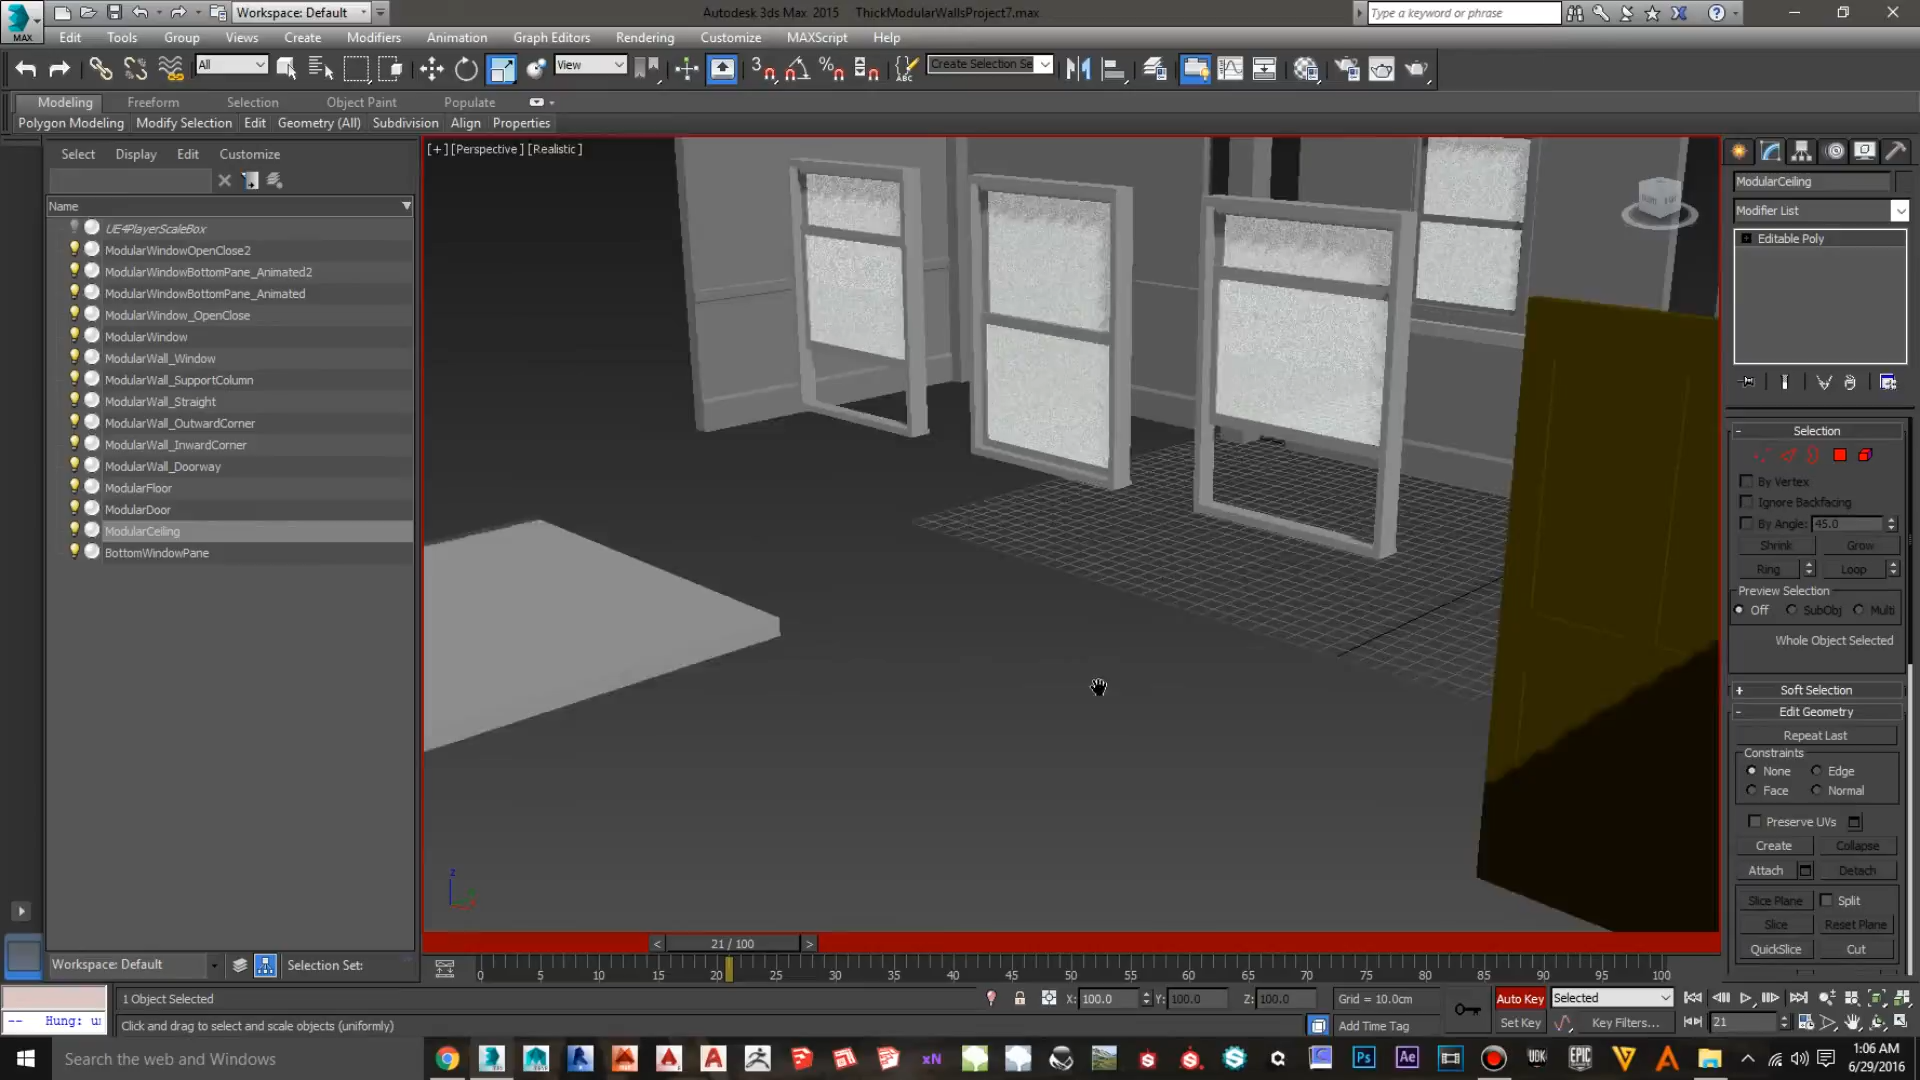 Workspace: Default
Autodesk 3ds Max 2015 ThickModularWallsProject7.max
Type a keyword or phrase
MAX
Edit Tools Group Views Create Modifiers Animation Graph Editors Rendering Customize MAXScript Help
All
View
3
ABC
Create Selection Se
Modeling Freeform Selection Object Paint Populate
Polygon Modeling Modify Selection Edit Geometry (All) Subdivision Align Properties
Select Display Edit Customize
Name
UE4PlayerScaleBox
ModularWindowOpenClose2
ModularWindowBottomPane_Animated2
ModularWindowBottomPane_Animated
ModularWindow_OpenClose
ModularWindow
ModularWall_Window
ModularWall_SupportColumn
ModularWall_Straight
ModularWall_OutwardCorner
ModularWall_InwardCorner
ModularWall_Doorway
ModularFloor
ModularDoor
ModularCeiling
BottomWindowPane
[+] [Perspective ] [Realistic ]
z
ModularCeiling
Modifier List
Editable Poly
Selection
By Vertex
Ignore Backfacing
By Angle: 45.0
Shrink Grow
Ring Loop
Preview Selection
Off SubObj Multi
Whole Object Selected
Soft Selection
Edit Geometry
Repeat Last
Constraints
None Edge
Face Normal
Preserve UVs
Create Collapse
Attach Detach
Slice Plane Split
Slice Reset Plane
QuickSlice Cut
< 21 / 100 >
Workspace: Default Selection Set:
0 5 10 15 20 25 30 35 40 45 50 55 60 65 70 75 80 85 90 95 100
1 Object Selected
X: 100.0 Y: 100.0 Z: 100.0 Grid = 10.0cm
Auto Key Selected
-- Hung: u
Click and drag to select and scale objects (uniformly)
Add Time Tag
Set Key Key Filters... 21
Search the web and Windows
xN
Ps
Ae
UDK
EPIC
1:06 AM
6/29/2016